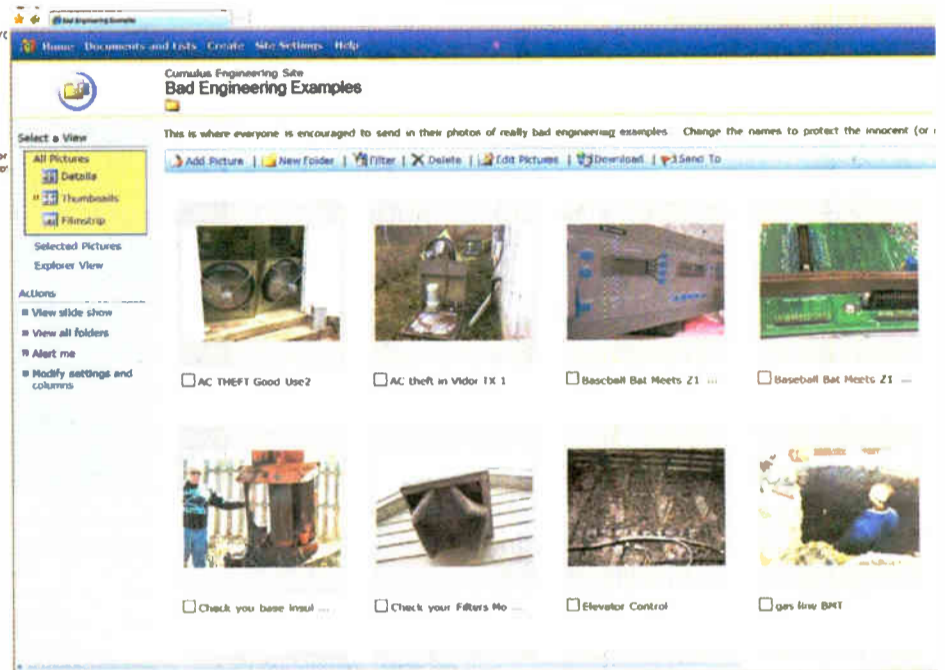 Bad Engineering Examples
Home Documents and Lists Create Site Settings Help
Cumulus Engineering Site
Bad Engineering Examples
Select a View
This is where everyone is encouraged to send in their photos of really bad engineering examples. Change the names to protect the innocent (or
All Pictures
Details
Thumbnails
Filmstrip
Selected Pictures
Explorer View
Actions
View slide show
View all folders
Alert me
Modify settings and
columns
Add Picture | New Folder | Filter | Delete | Edit Pictures | Download | Send To
AC THEFT Good Use2
AC theft in Vidor TX 1
Baseball Bat Meets Z1 ...
Baseball Bat Meets Z1 ...
Check you base insul ...
Check your Filters Mo ...
Elevator Control
gas line BMT